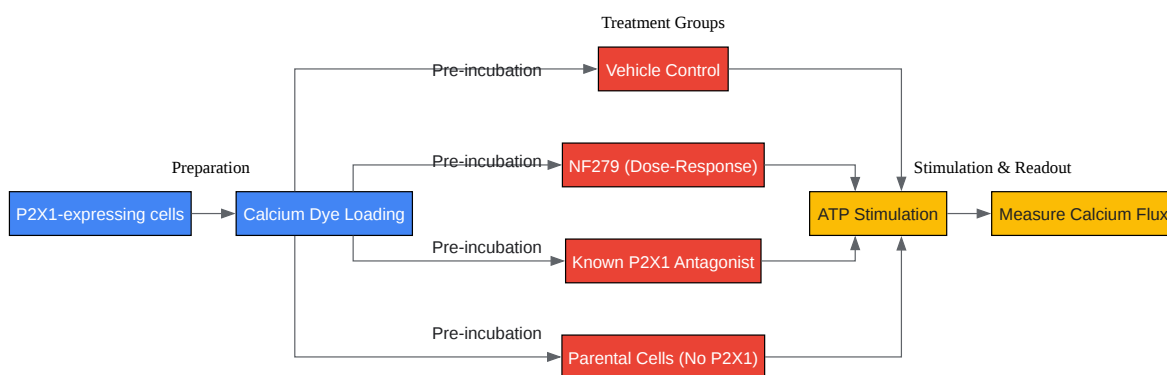 Treatment Groups
Pre-incubation
Vehicle Control
Preparation
Pre-incubation
NF279 (Dose-Response)
Stimulation & Readout
P2X1-expressing cells
Calcium Dye Loading
ATP Stimulation
Measure Calcium Flux
Pre-incubation
Known P2X1 Antagonist
Pre-incubation
Parental Cells (No P2X1)